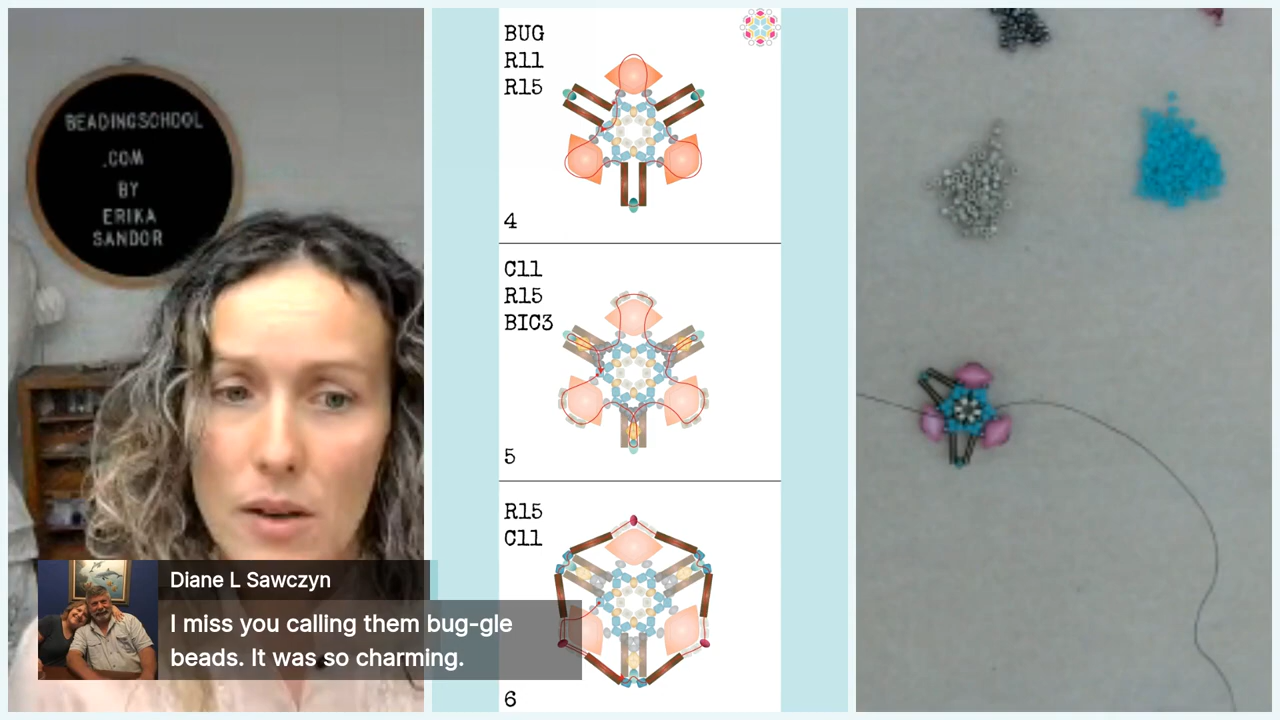 BEADINGSCHOOL
.COM
BY
ERIKA
SANDOR
BUG
R11
R15
4
C11
R15
BIC3
5
R15
C11
6
Diane L Sawczyn
I miss you calling them bug-gle
beads. It was so charming.